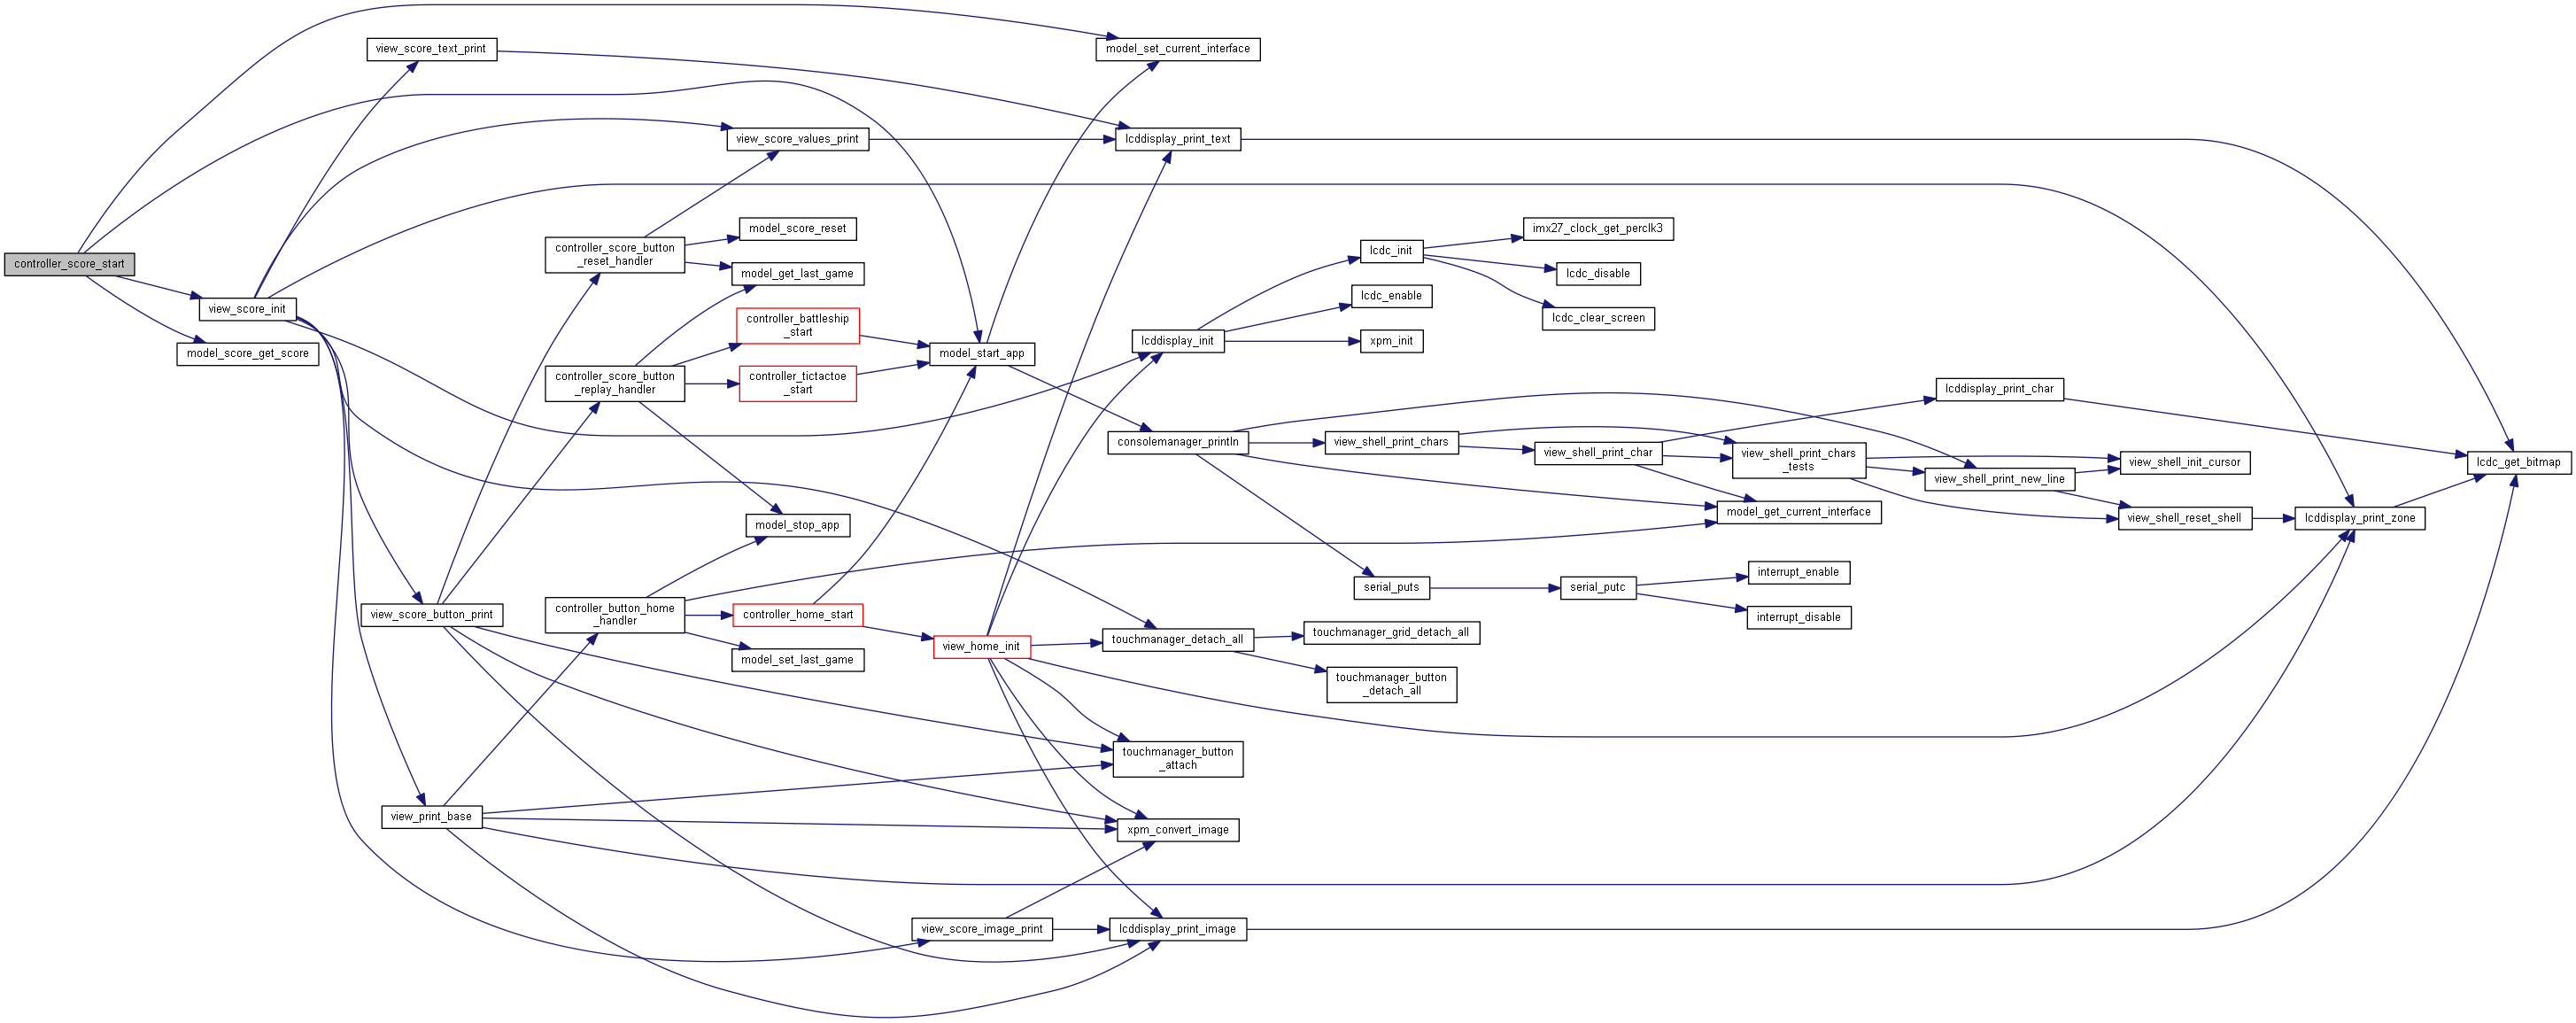 controller_score_start
view_score_init
model_score_get_score
view_score_text_print
view_score_button_print
view_print_base
controller_score_button
_reset_handler
controller_score_button
_replay_handler
controller_button_home
_handler
view_score_values_print
model_score_reset
model_get_last_game
controller_battleship
_start
controller_tictactoe
_start
model_stop_app
controller_home_start
model_set_last_game
model_start_app
view_home_init
view_score_image_print
model_set_current_interface
lcddisplay_print_text
lcddisplay_init
consolemanager_println
touchmanager_detach_all
touchmanager_button
_attach
xpm_convert_image
lcddisplay_print_image
lcdc_init
lcdc_enable
xpm_init
view_shell_print_chars
serial_puts
touchmanager_grid_detach_all
touchmanager_button
_detach_all
imx27_clock_get_perclk3
lcdc_disable
lcdc_clear_screen
view_shell_print_char
serial_putc
view_shell_print_chars
_tests
model_get_current_interface
interrupt_enable
interrupt_disable
lcddisplay_print_char
view_shell_print_new_line
view_shell_init_cursor
view_shell_reset_shell
lcddisplay_print_zone
lcdc_get_bitmap